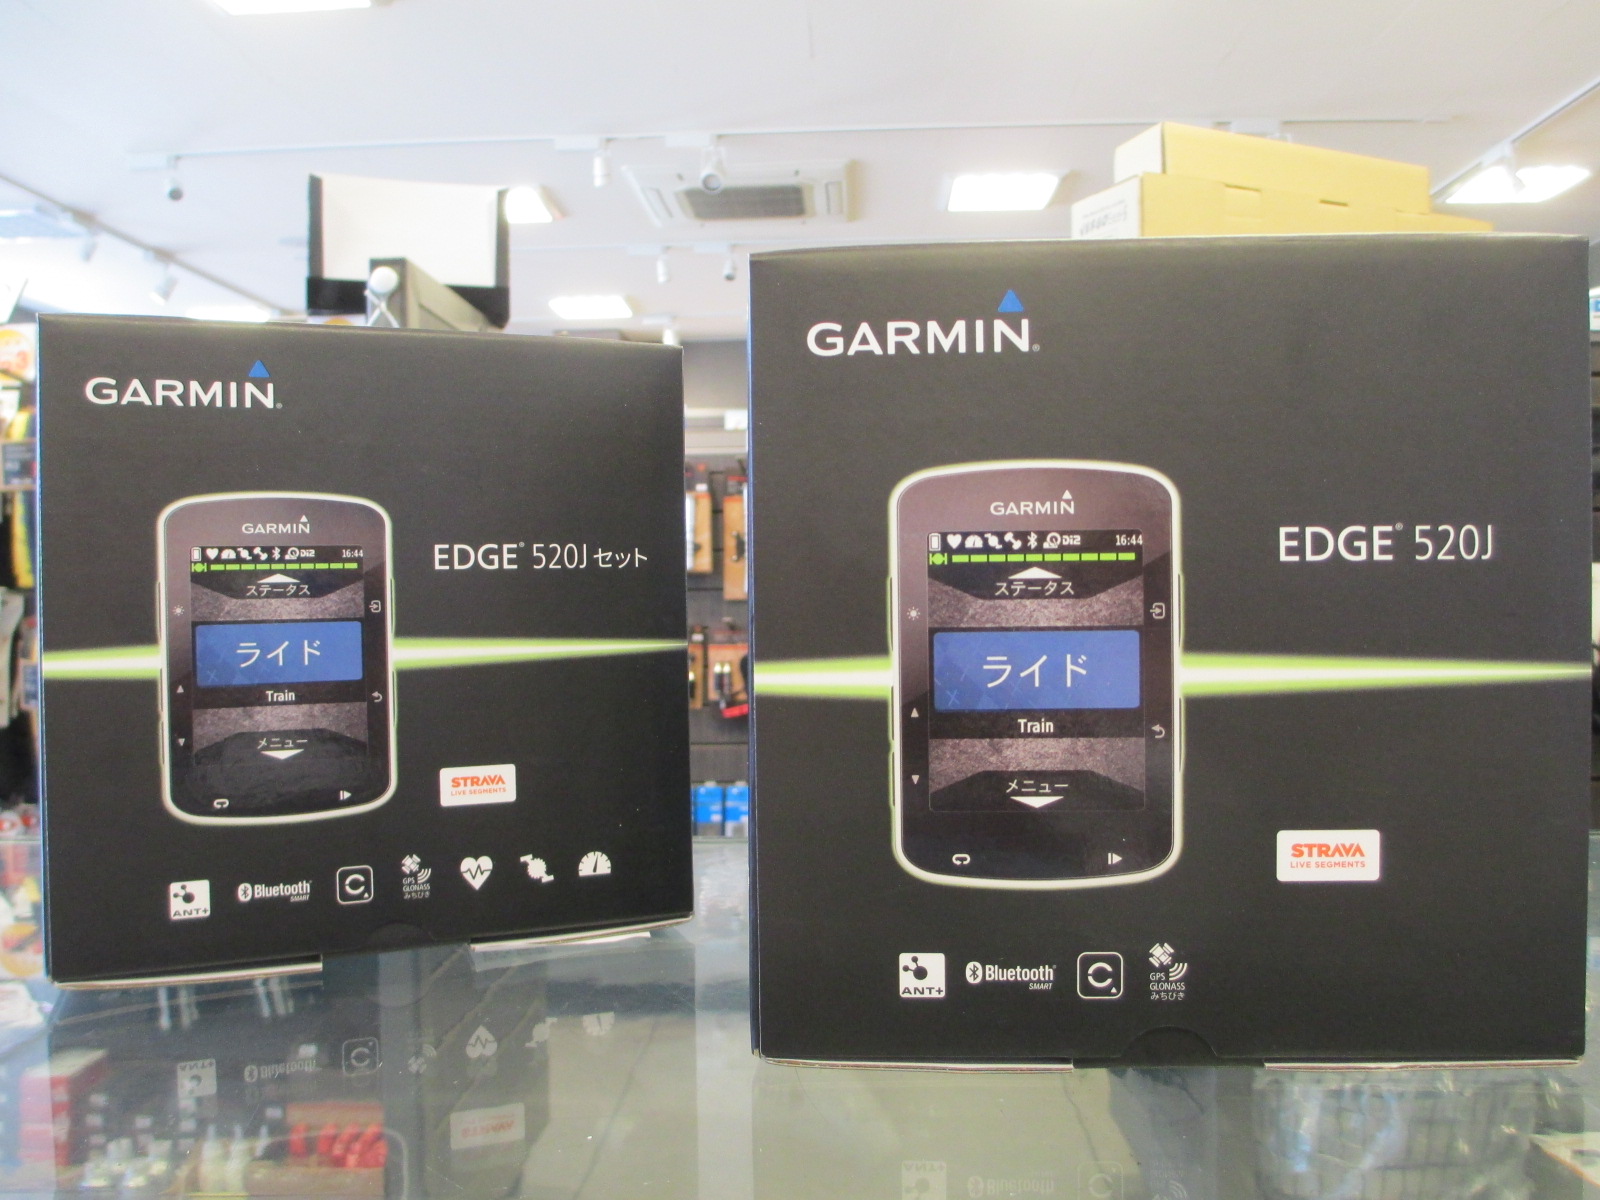 GARMIN
EDGE® 520J セット
GARMIN
Di2 16:44
ステータス
ライド
Train
メニュー
STRAVA
LIVE SEGMENTS
ANT+
Bluetooth
SMART
GPS
GLONASS
みちびき
GARMIN®
EDGE® 520J
GARMIN
Di2 16:44
ステータス
ライド
Train
メニュー
STRAVA
LIVE SEGMENTS
ANT+
Bluetooth®
SMART
GPS
GLONASS
みちびき